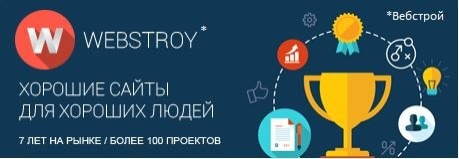 W WEBSTROY*
*Вебстрой
ХОРОШИЕ САЙТЫ
ДЛЯ ХОРОШИХ ЛЮДЕЙ
7 ЛЕТ НА РЫНКЕ / БОЛЕЕ 100 ПРОЕКТОВ